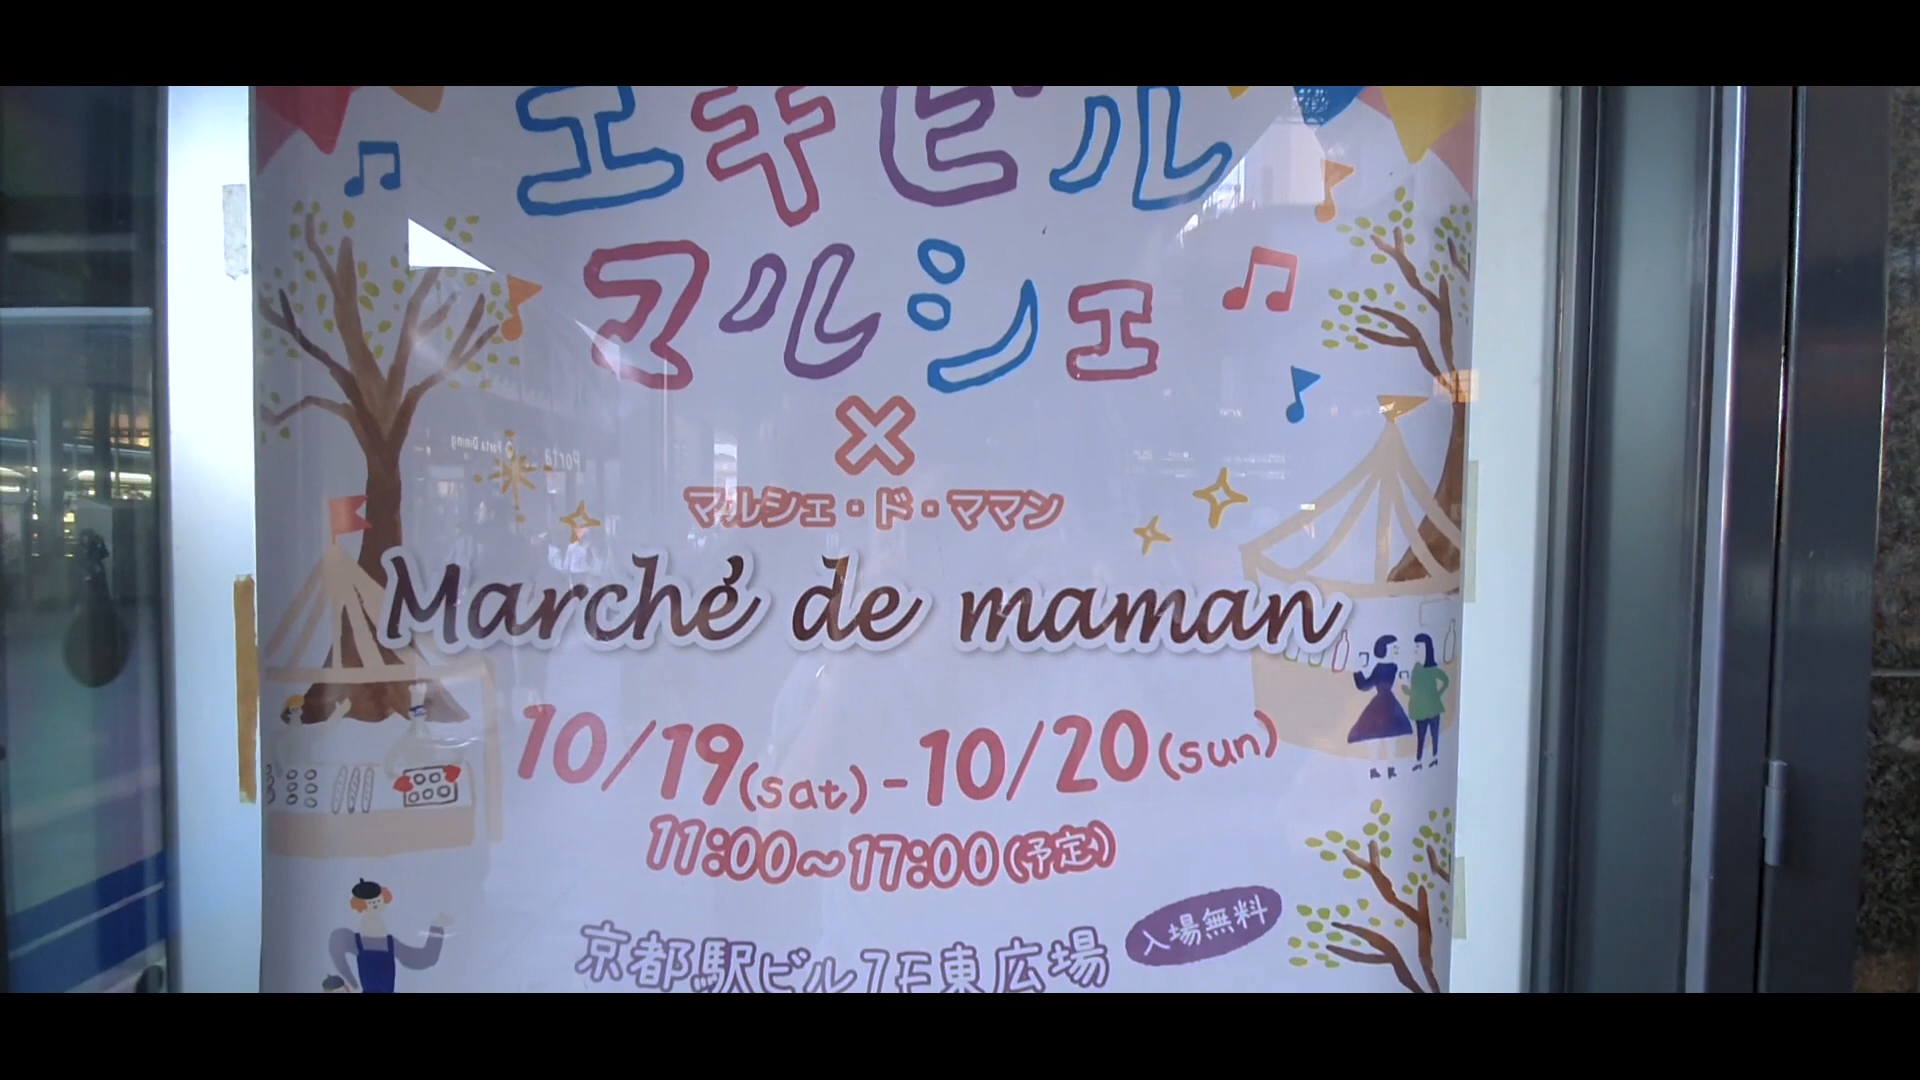 エキビル
マルシェ
×
マルシェ・ド・ママン
Marché de maman
10/19(sat)-10/20(sun)
11:00~17:00(予定)
入場無料
京都駅ビル7F東広場